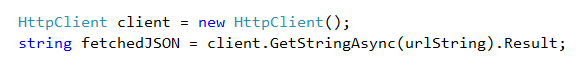 HttpClient client = new HttpClient();
string fetchedJSON = client.GetStringAsync(urlString).Result;